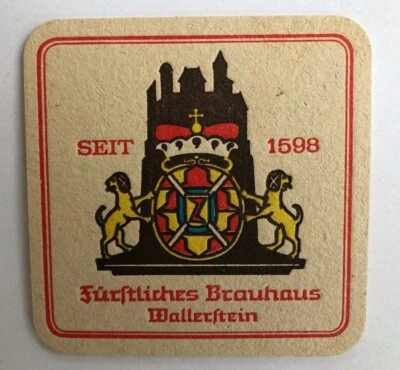 SEIT 1598
Z
Fürstliches Brauhaus
Wallerstein